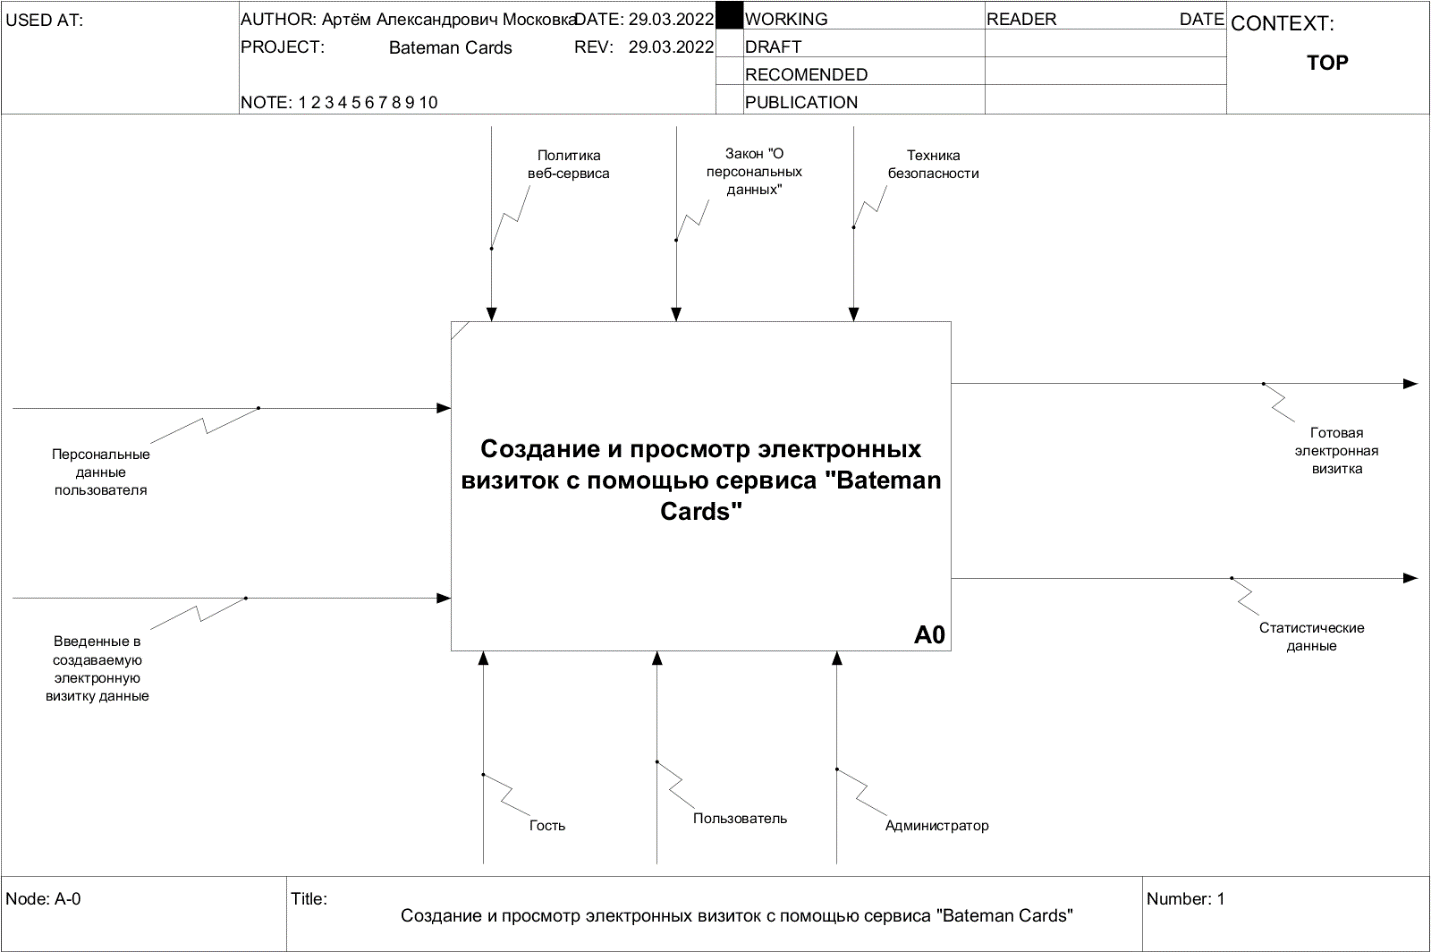 USED AT:
AUTHOR: Артём Александрович Московка
DATE: 29.03.2022
WORKING
READER
DATE
CONTEXT:
PROJECT: Bateman Cards
REV: 29.03.2022
DRAFT
TOP
RECOMENDED
NOTE: 1 2 3 4 5 6 7 8 9 10
PUBLICATION
Политика
веб-сервиса
Закон "О
персональных
данных"
Техника
безопасности
Персональные
данные
пользователя
Введенные в
создаваемую
электронную
визитку данные
Создание и просмотр электронных
визиток с помощью сервиса "Bateman
Cards"
A0
Готовая
электронная
визитка
Статистические
данные
Гость
Пользователь
Администратор
Node: A-0
Title:
Создание и просмотр электронных визиток с помощью сервиса "Bateman Cards"
Number: 1